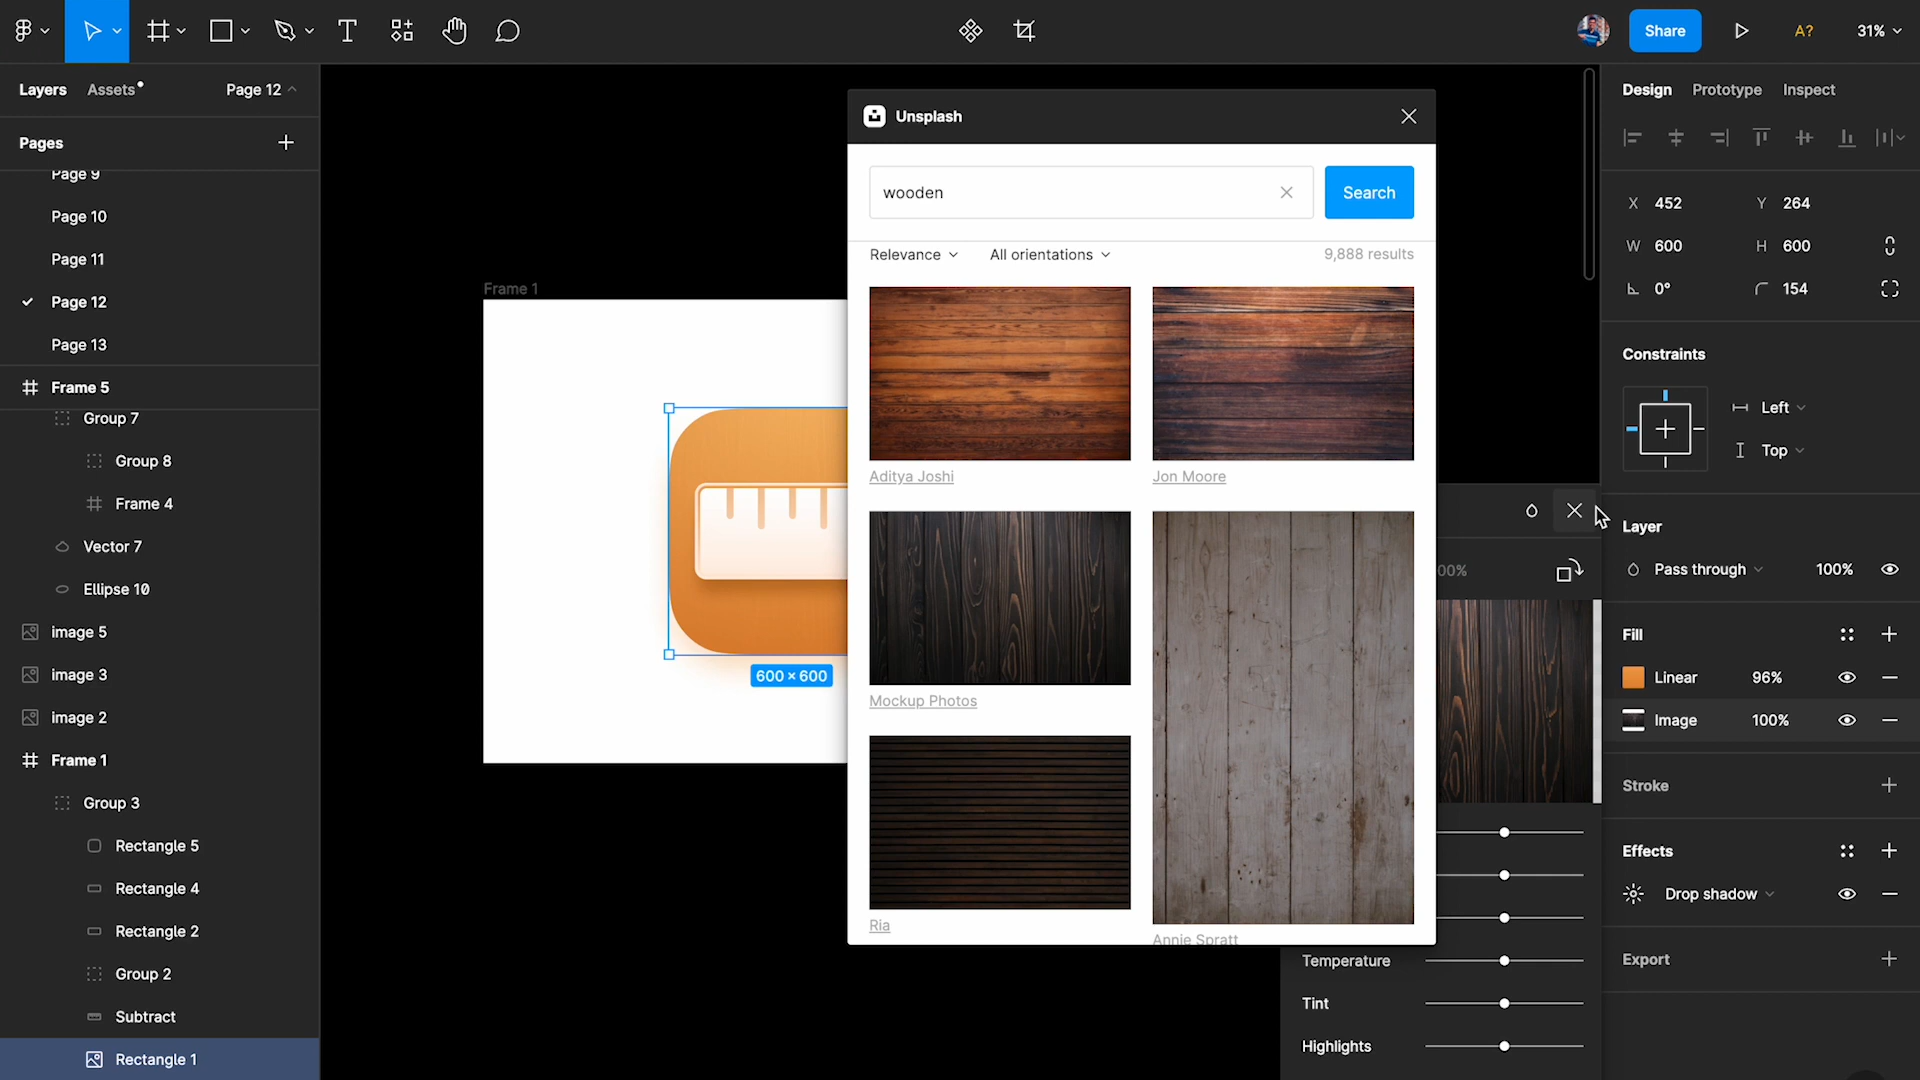 Share
A?
31%
Layers
Assets
Page 12
Pages
Page 9
Page 10
Page 11
Page 12
Page 13
Frame 5
Group 7
Group 8
Frame 4
Vector 7
Ellipse 10
image 5
image 3
image 2
Frame 1
Group 3
Rectangle 5
Rectangle 4
Rectangle 2
Group 2
Subtract
Rectangle 1
Frame 1
600 × 600
Unsplash
wooden
Search
Relevance
All orientations
9,888 results
Aditya Joshi
Jon Moore
Mockup Photos
Ria
Annie Spratt
00%
Temperature
Tint
Highlights
Design
Prototype
Inspect
X 452
Y 264
W 600
H 600
0°
154
Constraints
Left
Top
Layer
Pass through
100%
Fill
Linear
96%
Image
100%
Stroke
Effects
Drop shadow
Export